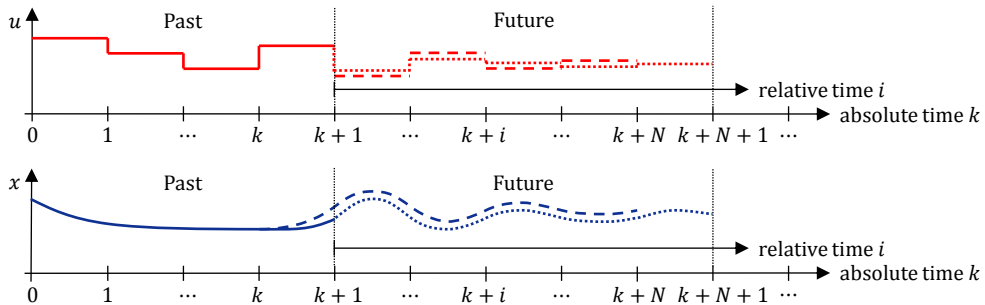 u
Past
Future
relative time i
absolute time k
0 1 ⋯ k k + 1 ⋯ k + i ⋯ k + N k + N + 1 ⋯
x
Past
Future
relative time i
absolute time k
0 1 ⋯ k k + 1 ⋯ k + i ⋯ k + N k + N + 1 ⋯